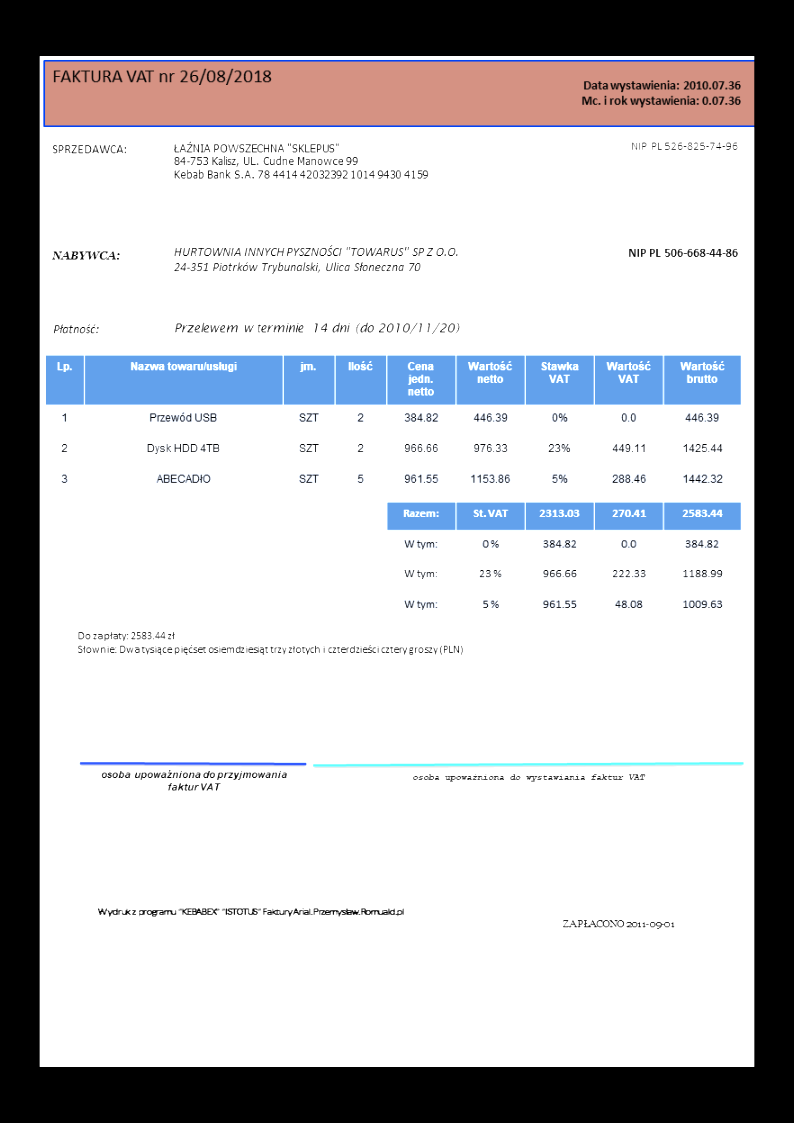 FAKTURA VAT nr 26/08/2018
Data wystawienia: 2010.07.36
Mc. i rok wystawienia: 0.07.36
SPRZEDAWCA:
ŁAŹNIA POWSZECHNA "SKLEPUS"
84-753 Kalisz, UL. Cudne Manowce 99
Kebab Bank S.A. 78 4414 42032392 1014 9430 4159
NIP PL 526-825-74-96
NABYWCA:
HURTOWNIA INNYCH PYSZNOŚCI "TOWARUS" SP Z O.O.
24-351 Piotrków Trybunalski, Ulica Słoneczna 70
NIP PL 506-668-44-86
Płatność: Przelewem w terminie 14 dni (do 2010/11/20)
Lp. Nazwa towaru/usługi jm. Ilość Cena jedn. netto Wartość netto Stawka VAT Wartość VAT Wartość brutto
1 Przewód USB SZT 2 384.82 446.39 0% 0.0 446.39
2 Dysk HDD 4TB SZT 2 966.66 976.33 23% 449.11 1425.44
3 ABECADŁO SZT 5 961.55 1153.86 5% 288.46 1442.32
Razem: St. VAT 2313.03 270.41 2583.44
W tym: 0% 384.82 0.0 384.82
W tym: 23% 966.66 222.33 1188.99
W tym: 5% 961.55 48.08 1009.63
Do zapłaty: 2583.44 zł
Słownie: Dwa tysiące pięćset osiemdziesiąt trzy złotych i czterdzieści cztery groszy (PLN)
osoba upoważniona do przyjmowania
faktur VAT
osoba upoważniona do wystawiania faktur VAT
Wydruk z programu "KEBABEX" "ISTOTUS" Faktury.Arial.Przemysław.Romuald.pl
ZAPŁACONO 2011-09-01